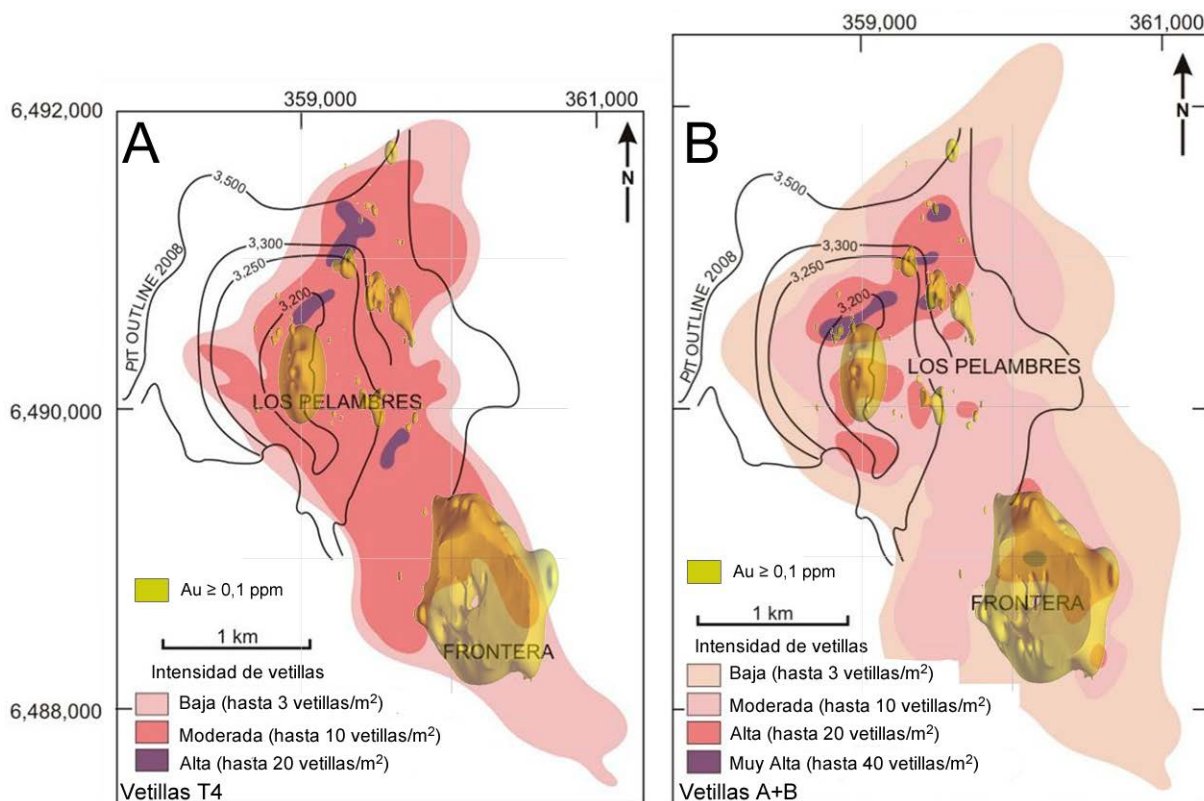 359,000
361,000
6,492,000
A
N
3,500
3,300
3,250
3,200
PIT OUTLINE 2008
LOS PELAMBRES
6,490,000
Au ≥ 0,1 ppm
1 km
FRONTERA
Intensidad de vetillas
Baja (hasta 3 vetillas/m²)
6,488,000
Moderada (hasta 10 vetillas/m²)
Alta (hasta 20 vetillas/m²)
Vetillas T4
359,000
361,000
B
N
3,500
3,300
3,250
3,200
PIT OUTLINE 2008
LOS PELAMBRES
Au ≥ 0,1 ppm
FRONTERA
1 km
Intensidad de vetillas
Baja (hasta 3 vetillas/m²)
Moderada (hasta 10 vetillas/m²)
Alta (hasta 20 vetillas/m²)
Muy Alta (hasta 40 vetillas/m²)
Vetillas A+B